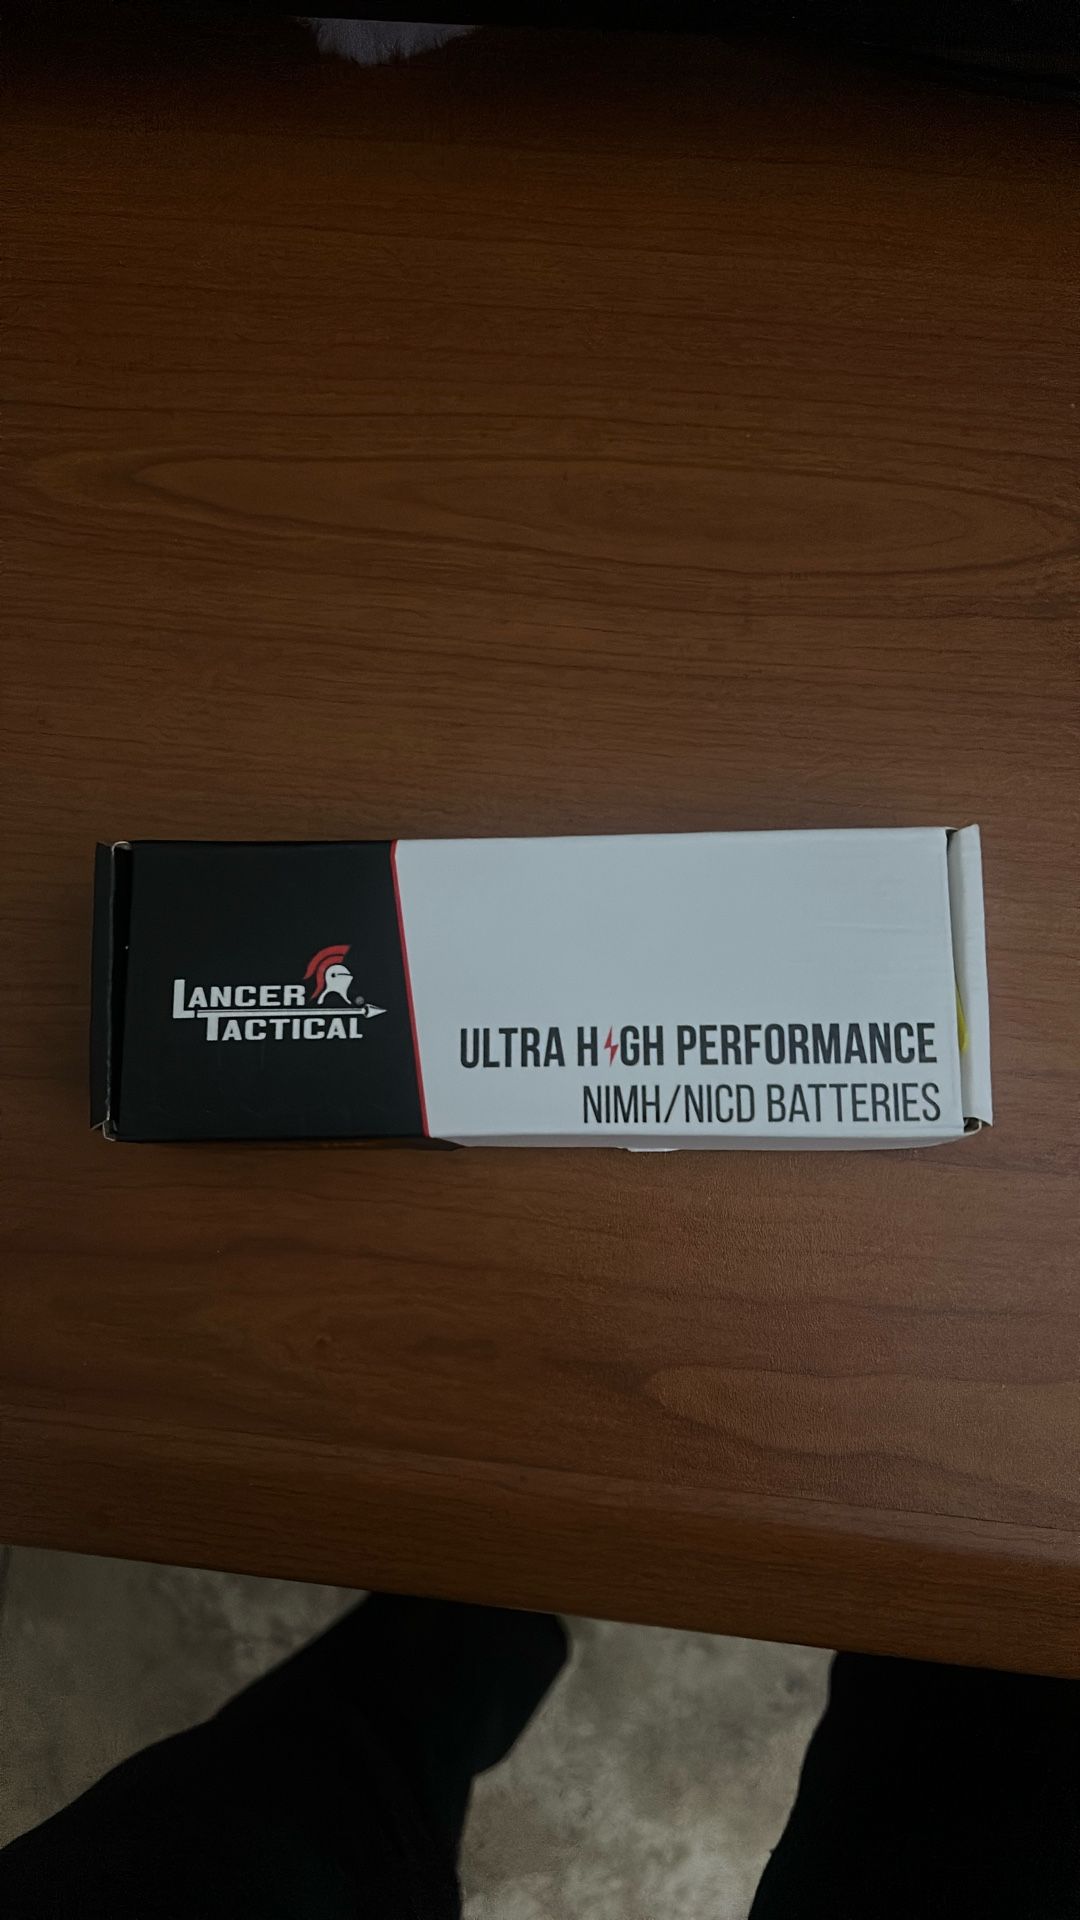 LANCER
TACTICAL
ULTRA HIGH PERFORMANCE
NIMH/NICD BATTERIES